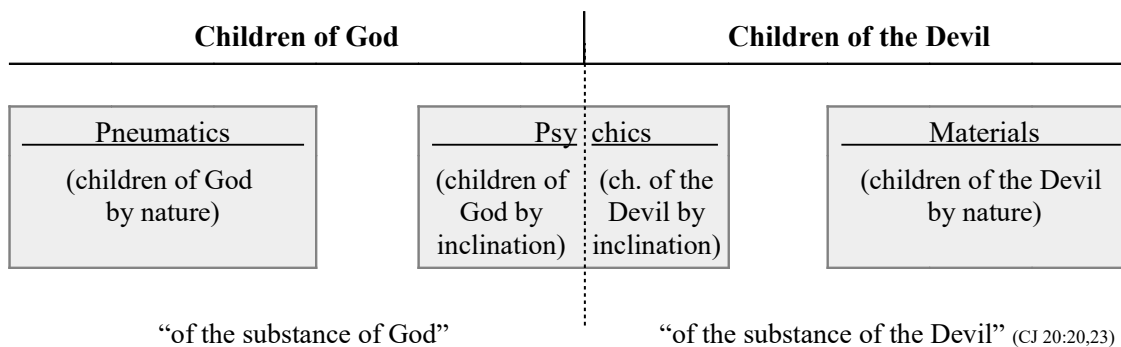 Children of God
Children of the Devil
Pneumatics
(children of God
by nature)
Psy chics
(children of
God by
inclination)
(ch. of the
Devil by
inclination)
Materials
(children of the Devil
by nature)
“of the substance of God”
“of the substance of the Devil” (CJ 20:20,23)